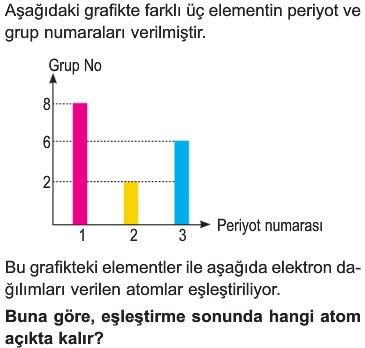 Aşağıdaki grafikte farklı üç elementin periyot ve
grup numaraları verilmiştir.
Grup No
8
6
2
1 2 3
Periyot numarası
Bu grafikteki elementler ile aşağıda elektron da-
ğılımları verilen atomlar eşleştiriliyor.
Buna göre, eşleştirme sonunda hangi atom
açıkta kalır?